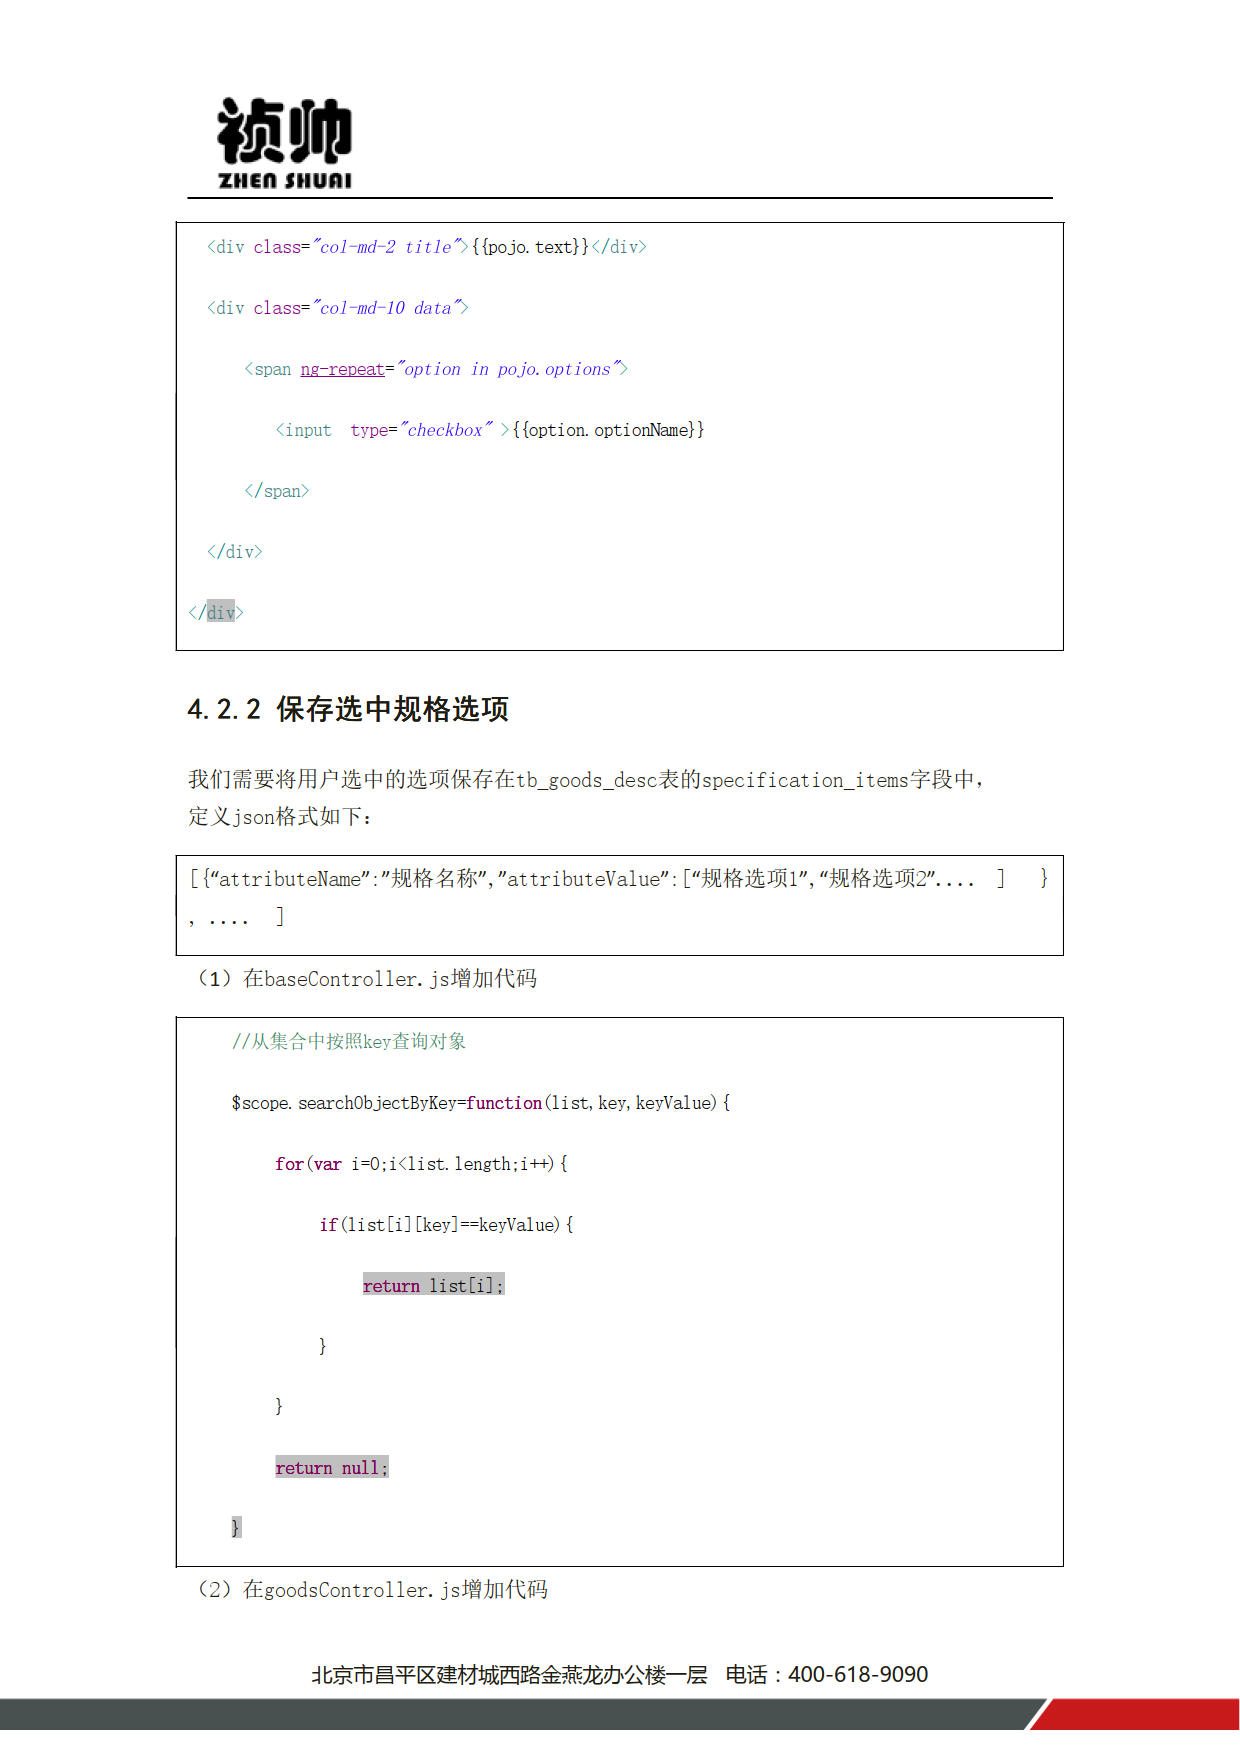 祯帅
ZHEN SHUAI
<div class="col-md-2 title">{{pojo.text}}</div>
<div class="col-md-10 data">
<span ng-repeat="option in pojo.options">
<input  type="checkbox" >{{option.optionName}}
</span>
</div>
</div>
4.2.2 保存选中规格选项
我们需要将用户选中的选项保存在tb_goods_desc表的specification_items字段中，
定义json格式如下：
[{“attributeName”:”规格名称”,”attributeValue”:[“规格选项1”,“规格选项2”....  ]   }
, ....  ]
（1）在baseController.js增加代码
//从集合中按照key查询对象
$scope.searchObjectByKey=function(list,key,keyValue){
for(var i=0;i<list.length;i++){
if(list[i][key]==keyValue){
return list[i];
}
}
return null;
}
（2）在goodsController.js增加代码
北京市昌平区建材城西路金燕龙办公楼一层   电话：400-618-9090